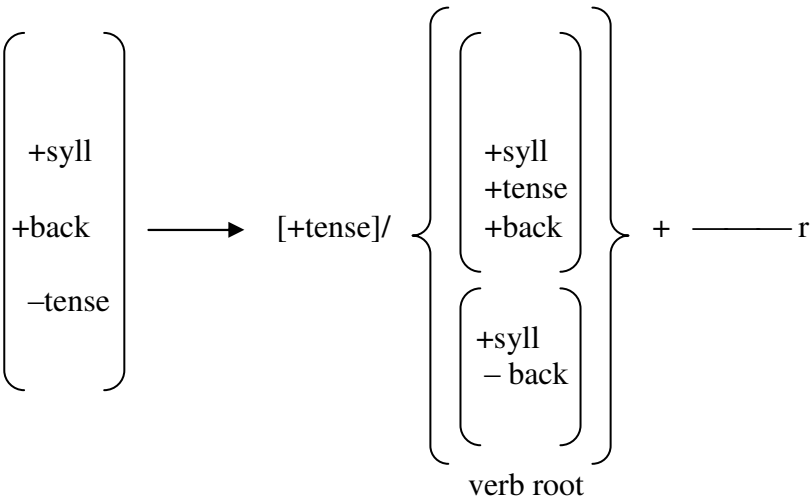 +syll
+back
–tense
[+tense]/
+syll
+tense
+back
+syll
– back
verb root
+
r